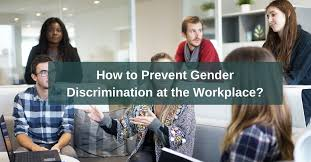 How to Prevent Gender
Discrimination at the Workplace?